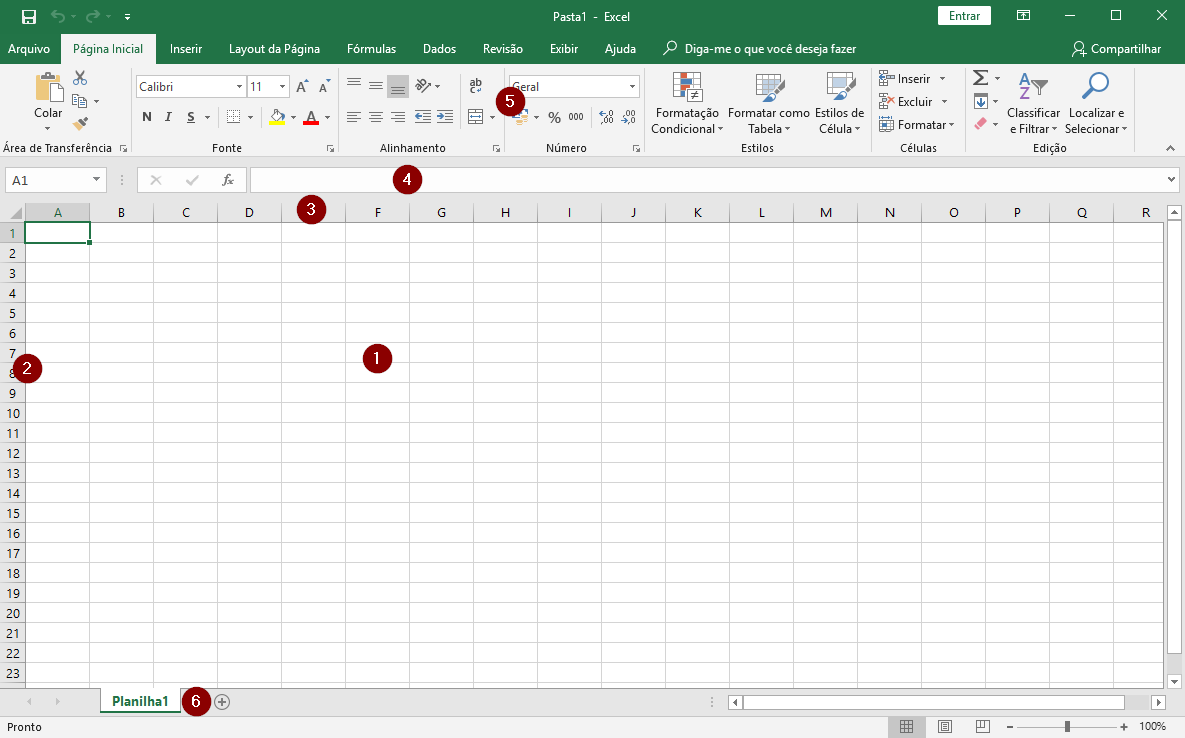 Pasta1 - Excel
Entrar
Arquivo Página Inicial Inserir Layout da Página Fórmulas Dados Revisão Exibir Ajuda Diga-me o que você deseja fazer Compartilhar
Colar
Calibri 11
N I S
A A
A
ab
c
5
Geral
% 000
,00
,00
Formatação
Condicional
Formatar como
Tabela
Estilos de
Célula
Inserir
Excluir
Formatar
Σ
A
Z
Classificar
e Filtrar
Localizar e
Selecionar
Área de Transferência Fonte Alinhamento Número Estilos Células Edição
A1 fx 4
A B C D 3 F G H I J K L M N O P Q R
1
2
3
4
5
6
7 1
2 8
9
10
11
12
13
14
15
16
17
18
19
20
21
22
23
Planilha1 6
Pronto 100%